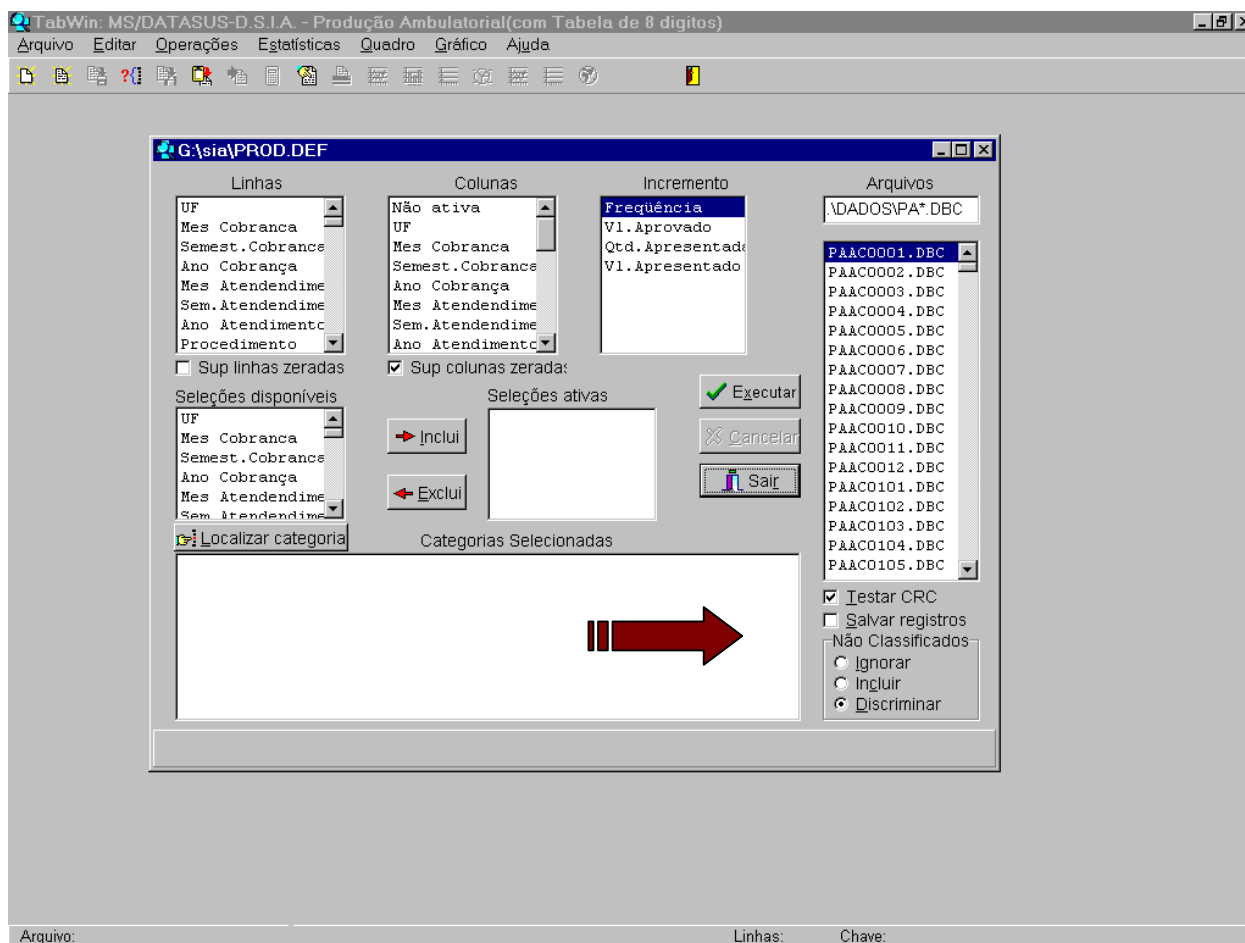 TabWin: MS/DATASUS-D.S.I.A. - Produção Ambulatorial(com Tabela de 8 digitos)
Arquivo Editar Operações Estatísticas Quadro Gráfico Ajuda
G:\sia\PROD.DEF
Linhas
UF
Mes Cobranca
Semest.Cobranca
Ano Cobrança
Mes Atendendime
Sem.Atendendime
Ano Atendimento
Procedimento
Sup linhas zeradas
Colunas
Não ativa
UF
Mes Cobranca
Semest.Cobranca
Ano Cobrança
Mes Atendendime
Sem.Atendendime
Ano Atendimento
Sup colunas zeradas
Incremento
Freqüência
Vl.Aprovado
Qtd.Apresentada
Vl.Apresentado
Arquivos
.\DADOS\PA*.DBC
PAAC0001.DBC
PAAC0002.DBC
PAAC0003.DBC
PAAC0004.DBC
PAAC0005.DBC
PAAC0006.DBC
PAAC0007.DBC
PAAC0008.DBC
PAAC0009.DBC
PAAC0010.DBC
PAAC0011.DBC
PAAC0012.DBC
PAAC0101.DBC
PAAC0102.DBC
PAAC0103.DBC
PAAC0104.DBC
PAAC0105.DBC
Seleções disponíveis
UF
Mes Cobranca
Semest.Cobranca
Ano Cobrança
Mes Atendendime
Sem Atendendime
Inclui
Exclui
Seleções ativas
Executar
Cancelar
Sair
Localizar categoria
Categorias Selecionadas
Testar CRC
Salvar registros
Não Classificados
Ignorar
Incluir
Discriminar
Arquivo:
Linhas:
Chave: